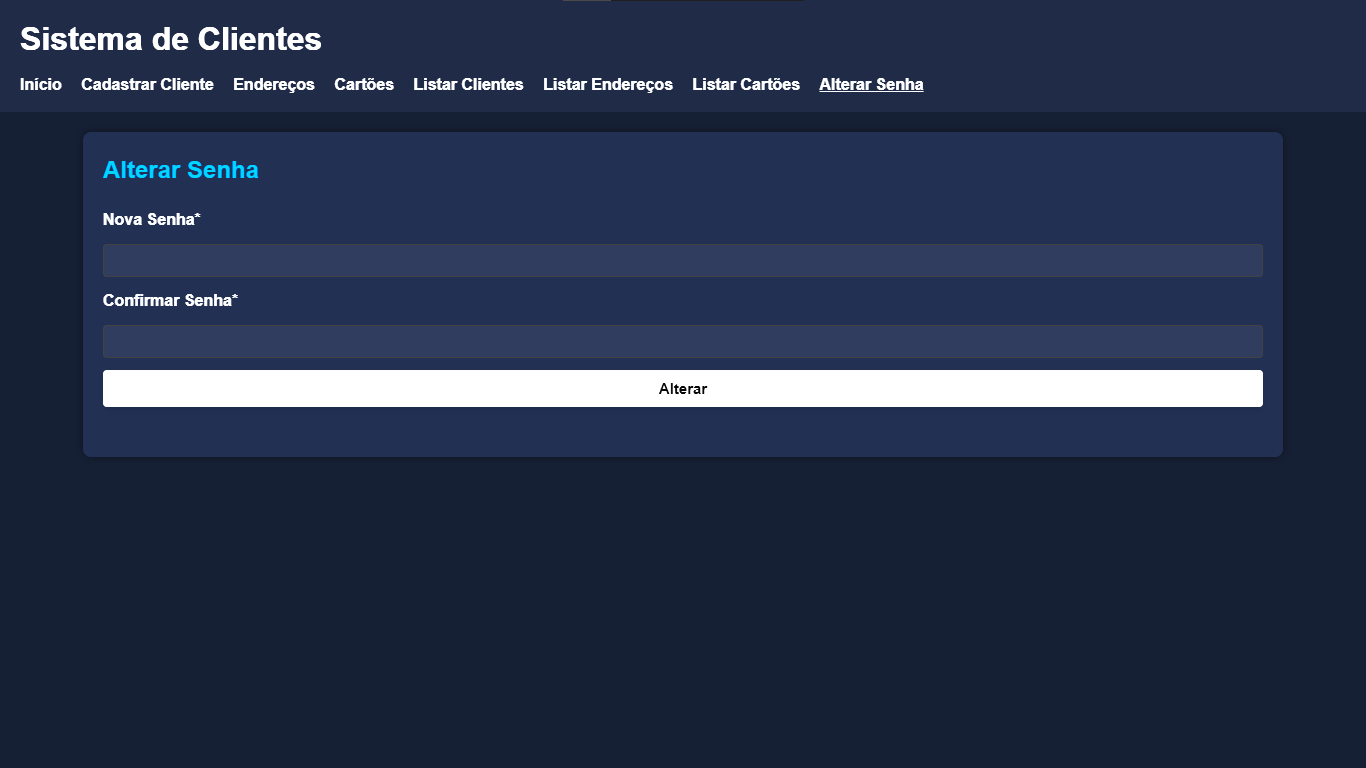 Sistema de Clientes
Início Cadastrar Cliente Endereços Cartões Listar Clientes Listar Endereços Listar Cartões Alterar Senha
Alterar Senha
Nova Senha*
Confirmar Senha*
Alterar